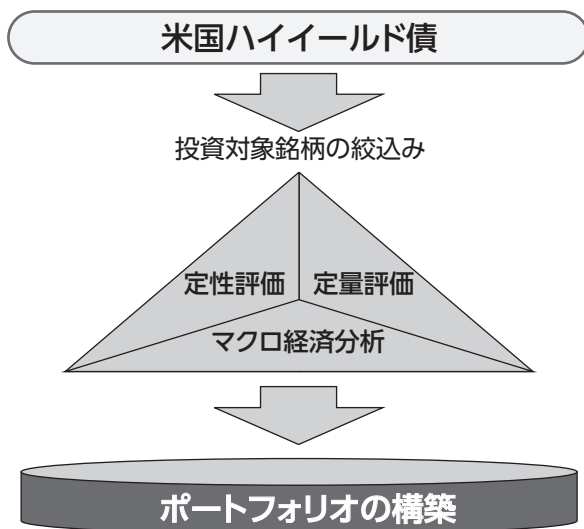 米国ハイイールド債
投資対象銘柄の絞込み
定性評価 定量評価
マクロ経済分析
ポートフォリオの構築